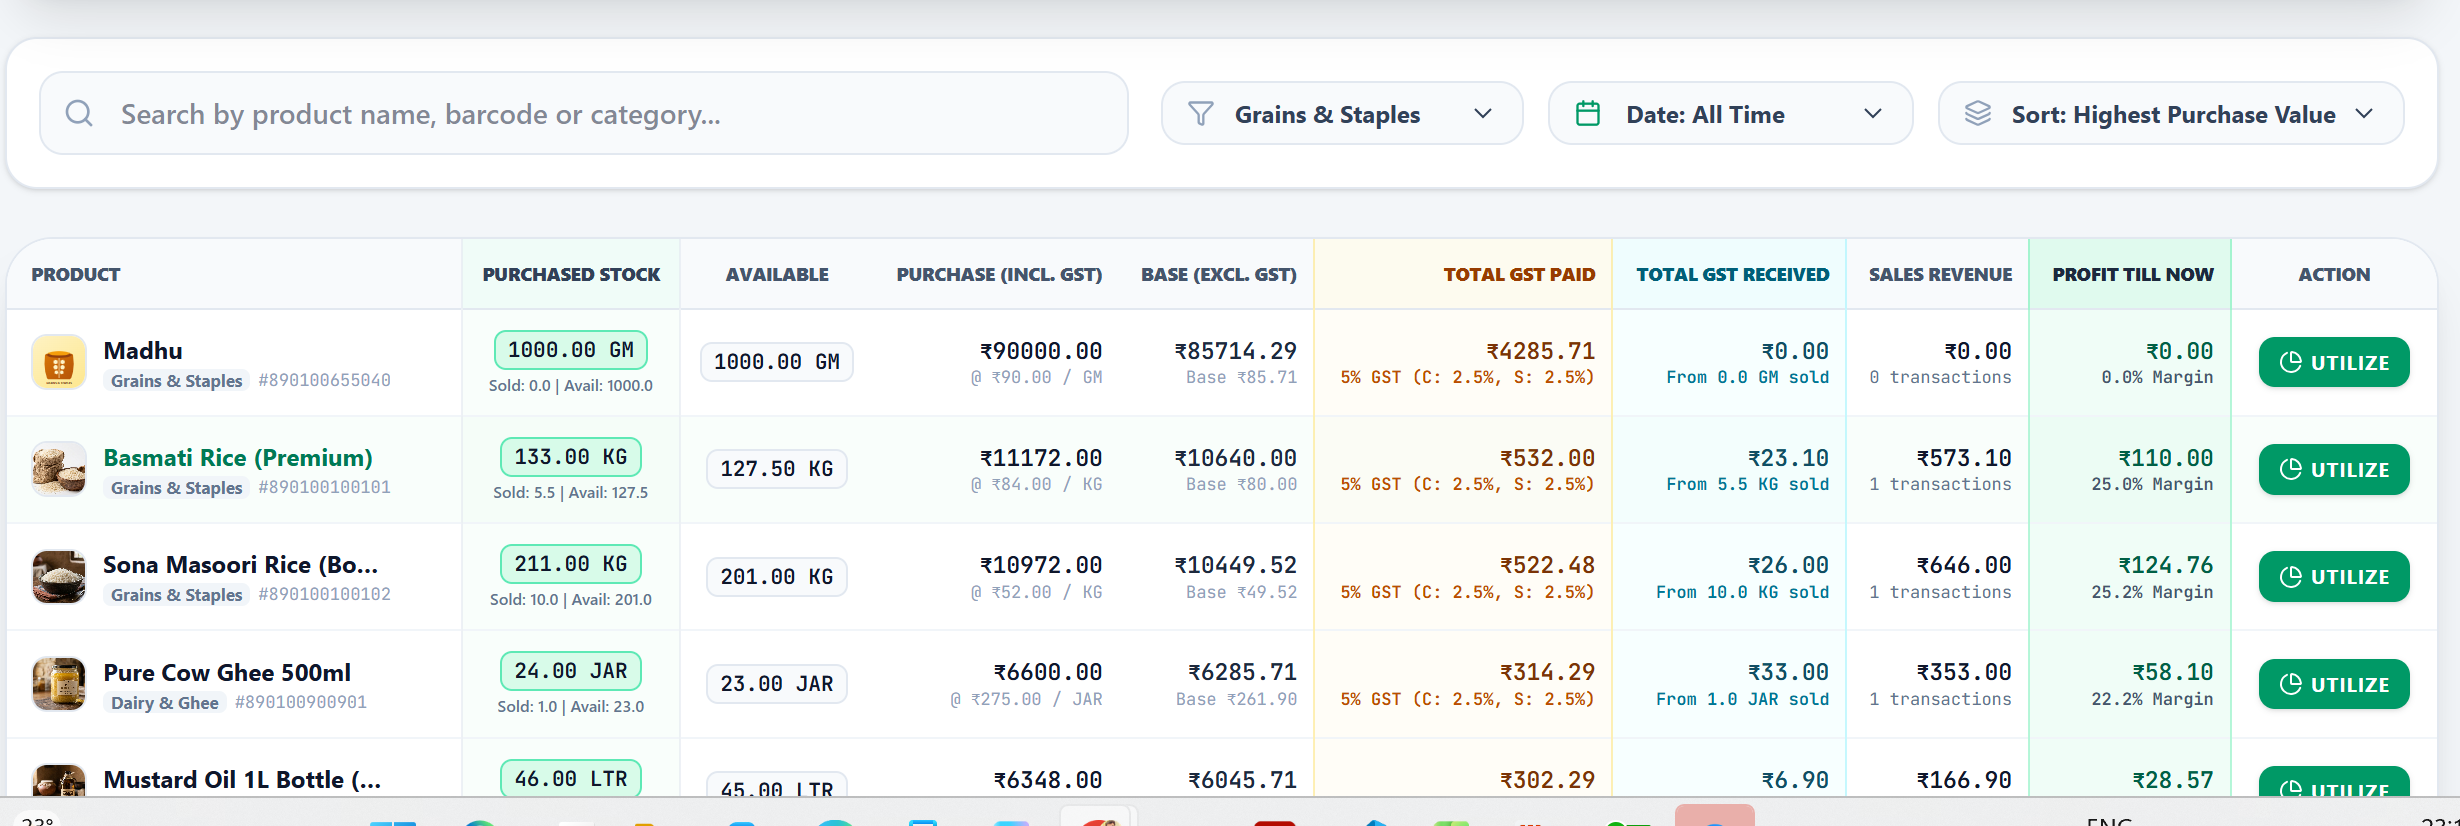 Search by product name, barcode or category...
Grains & Staples
Date: All Time
Sort: Highest Purchase Value
PRODUCT PURCHASED STOCK AVAILABLE PURCHASE (INCL. GST) BASE (EXCL. GST) TOTAL GST PAID TOTAL GST RECEIVED SALES REVENUE PROFIT TILL NOW ACTION
Madhu 1000.00 GM 1000.00 GM ₹90000.00 ₹85714.29 ₹4285.71 ₹0.00 ₹0.00 ₹0.00 UTILIZE
Grains & Staples #890100655040 Sold: 0.0 | Avail: 1000.0 @ ₹90.00 / GM Base ₹85.71 5% GST (C: 2.5%, S: 2.5%) From 0.0 GM sold 0 transactions 0.0% Margin
Basmati Rice (Premium) 133.00 KG 127.50 KG ₹11172.00 ₹10640.00 ₹532.00 ₹23.10 ₹573.10 ₹110.00 UTILIZE
Grains & Staples #890100100101 Sold: 5.5 | Avail: 127.5 @ ₹84.00 / KG Base ₹80.00 5% GST (C: 2.5%, S: 2.5%) From 5.5 KG sold 1 transactions 25.0% Margin
Sona Masoori Rice (Bo... 211.00 KG 201.00 KG ₹10972.00 ₹10449.52 ₹522.48 ₹26.00 ₹646.00 ₹124.76 UTILIZE
Grains & Staples #890100100102 Sold: 10.0 | Avail: 201.0 @ ₹52.00 / KG Base ₹49.52 5% GST (C: 2.5%, S: 2.5%) From 10.0 KG sold 1 transactions 25.2% Margin
Pure Cow Ghee 500ml 24.00 JAR 23.00 JAR ₹6600.00 ₹6285.71 ₹314.29 ₹33.00 ₹353.00 ₹58.10 UTILIZE
Dairy & Ghee #890100900901 Sold: 1.0 | Avail: 23.0 @ ₹275.00 / JAR Base ₹261.90 5% GST (C: 2.5%, S: 2.5%) From 1.0 JAR sold 1 transactions 22.2% Margin
Mustard Oil 1L Bottle (... 46.00 LTR 45.00 LTR ₹6348.00 ₹6045.71 ₹302.29 ₹6.90 ₹166.90 ₹28.57 UTILIZE
23° ENG